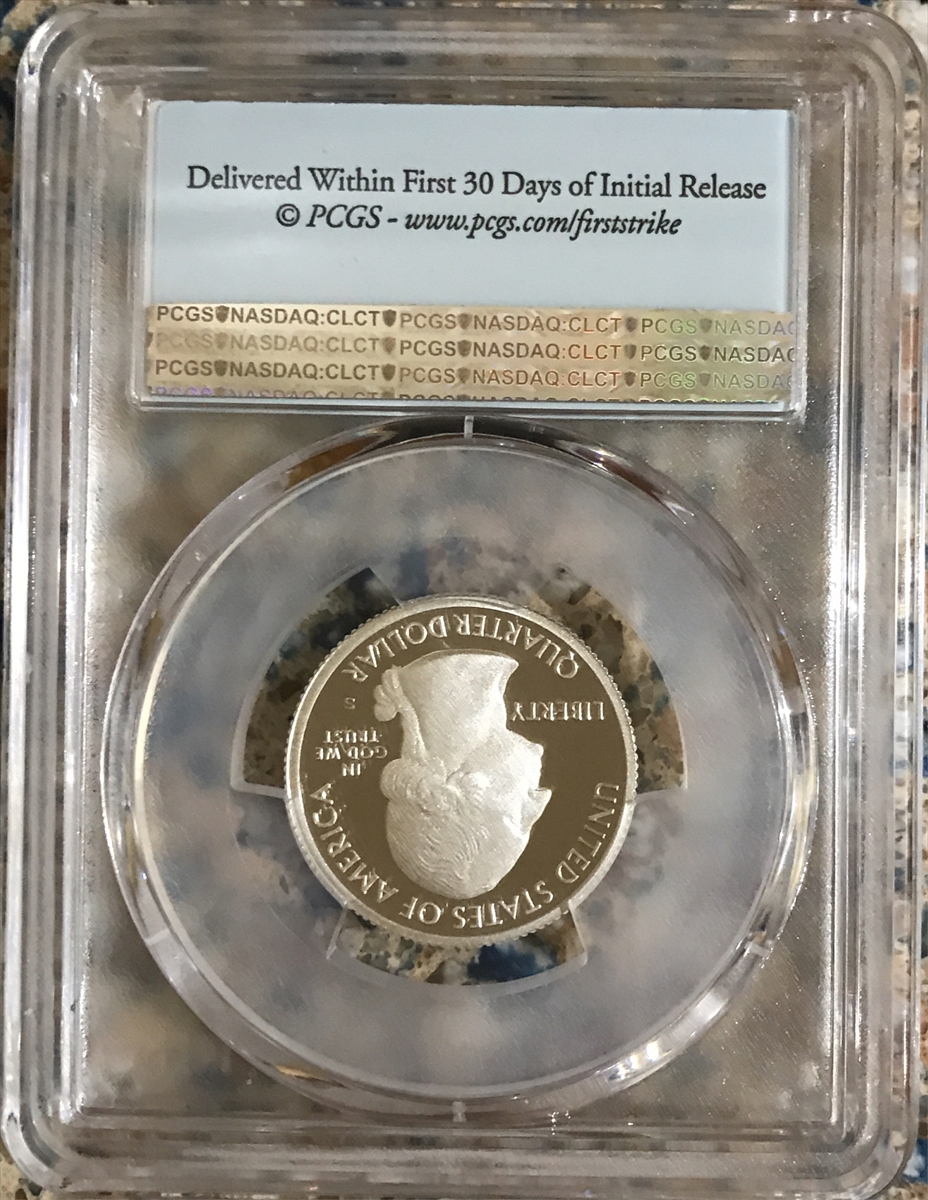 Delivered Within First 30 Days of Initial Release
© PCGS - www.pcgs.com/firststrike
PCGS NASDAQ:CLCT PCGS NASDAQ:CLCT PCGS NASDAQ
PCGS NASDAQ:CLCT PCGS NASDAQ:CLCT PCGS NASDAQ
PCGS NASDAQ:CLCT PCGS NASDAQ:CLCT PCGS NASDAQ
UNITED STATES OF AMERICA
LIBERTY
IN
GOD WE
TRUST
S
QUARTER DOLLAR